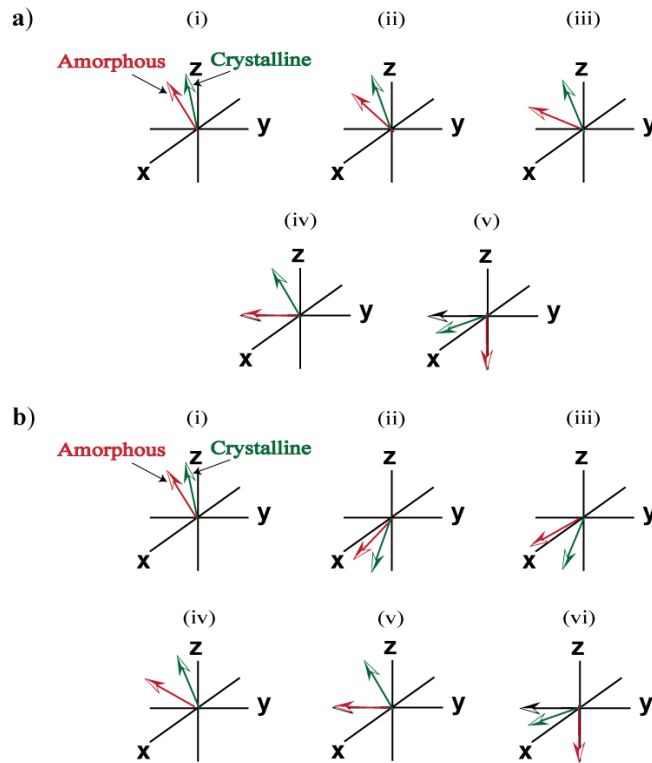 a)
(i) (ii) (iii)
Amorphous Crystalline
z z z
y y y
x x x
(iv) (v)
z z
y y
x x
b)
(i) (ii) (iii)
Amorphous Crystalline
z z z
y y y
x x x
(iv) (v) (vi)
z z z
y y y
x x x